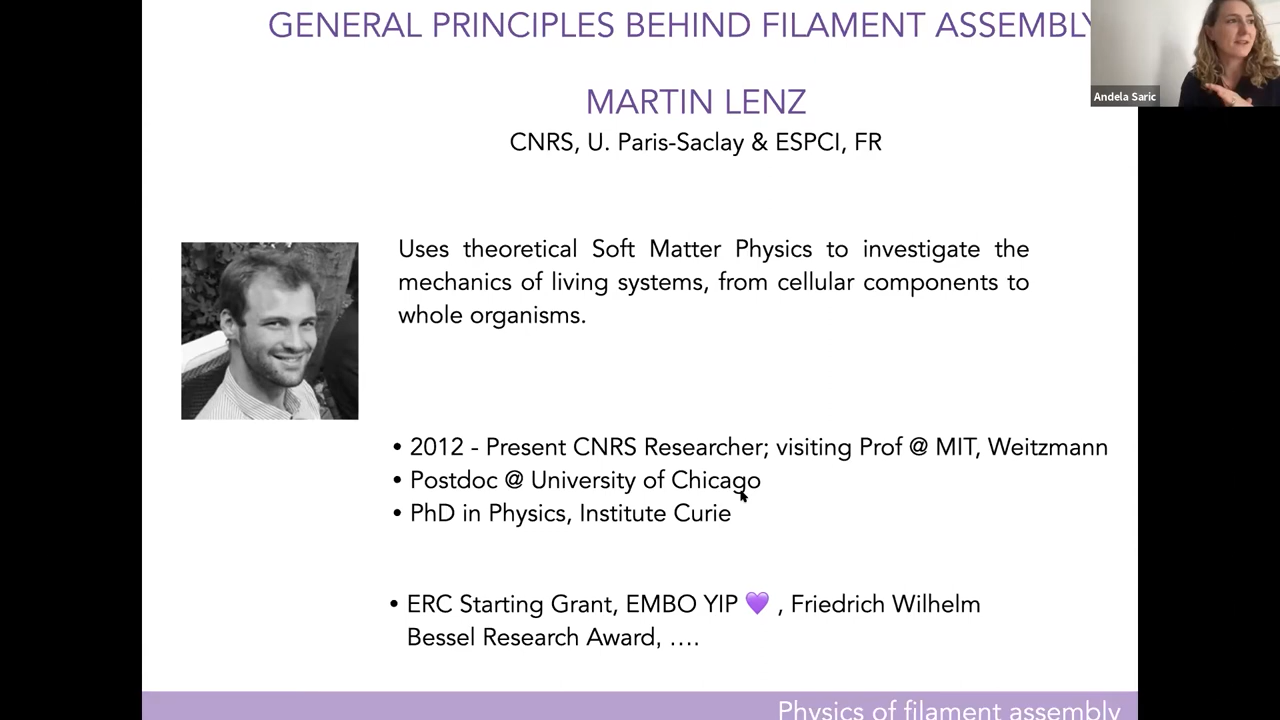 GENERAL PRINCIPLES BEHIND FILAMENT ASSEMBLY
Andela Saric
MARTIN LENZ
CNRS, U. Paris-Saclay & ESPCI, FR
Uses theoretical Soft Matter Physics to investigate the
mechanics of living systems, from cellular components to
whole organisms.
• 2012 - Present CNRS Researcher; visiting Prof @ MIT, Weitzmann
• Postdoc @ University of Chicago
• PhD in Physics, Institute Curie
• ERC Starting Grant, EMBO YIP 💜 , Friedrich Wilhelm
Bessel Research Award, ….
Physics of filament assembly